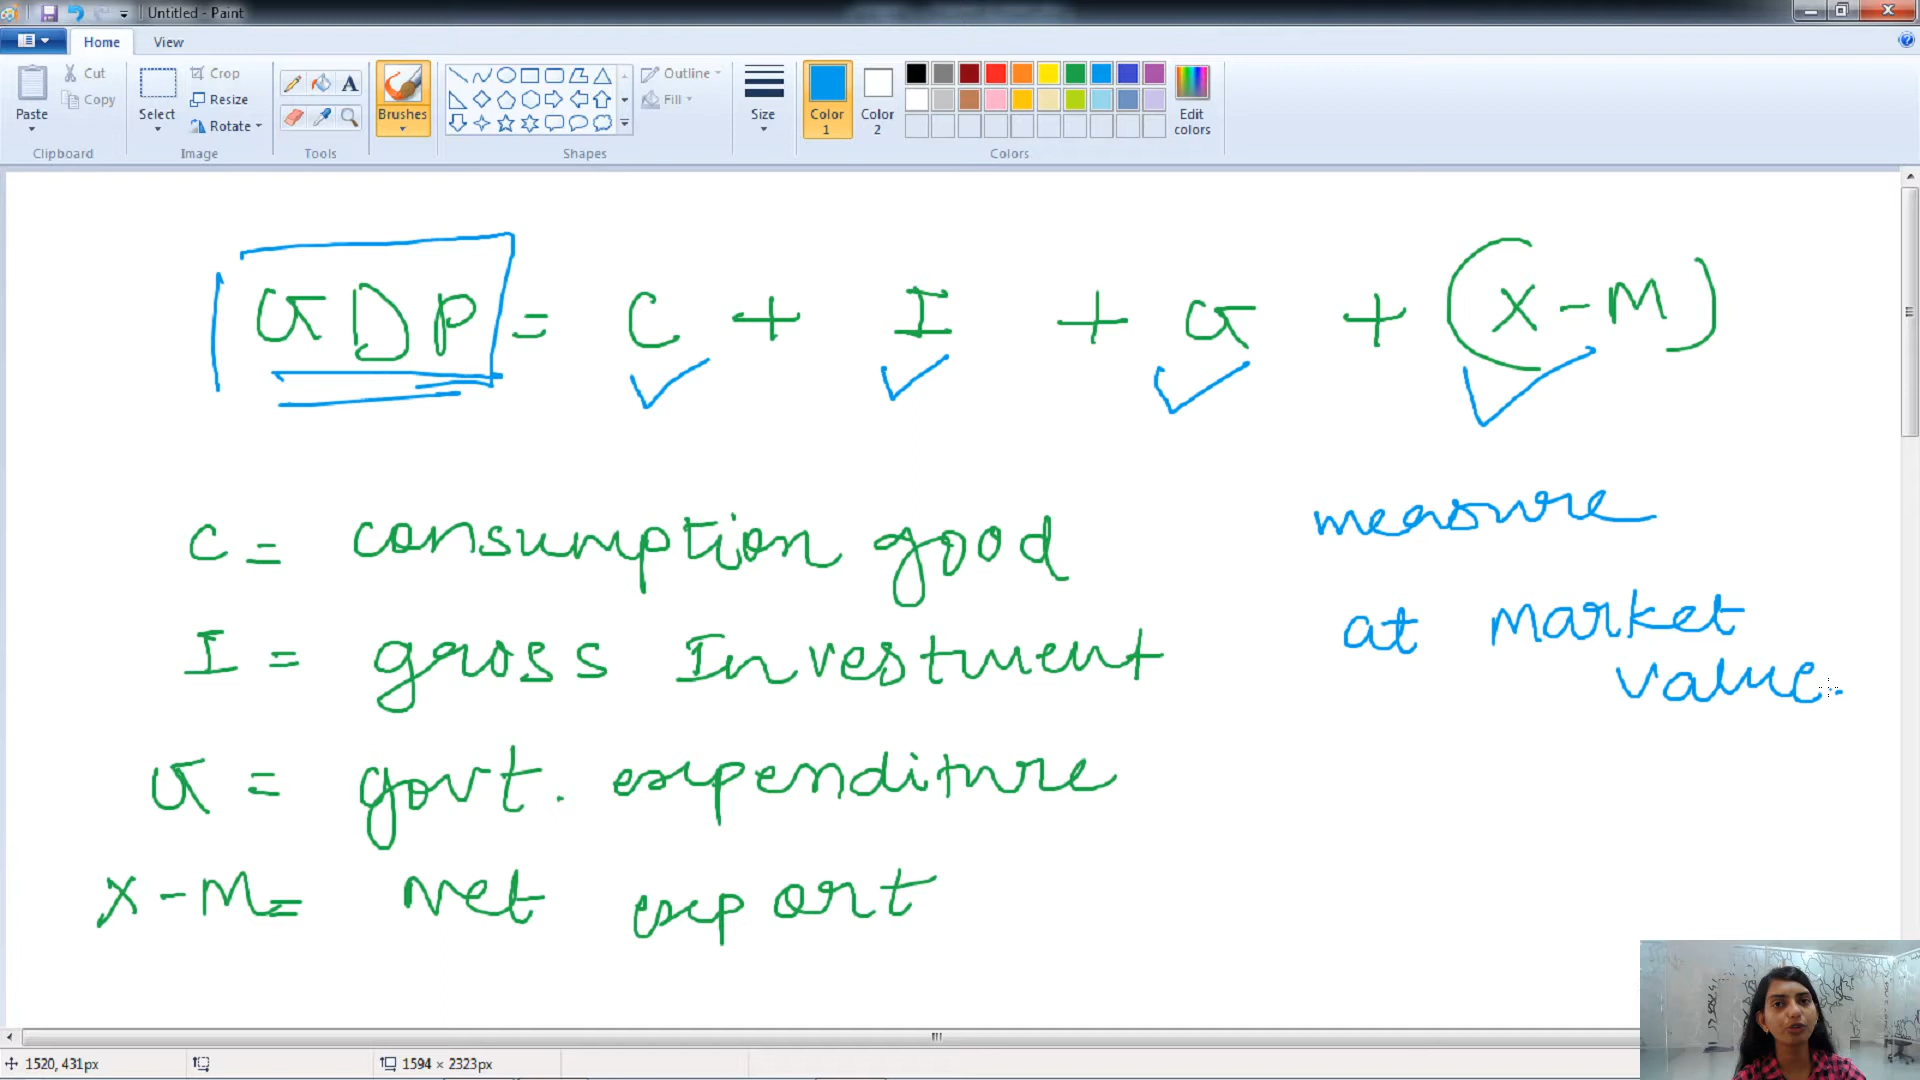 Untitled - Paint
Home View
Cut
Copy
Paste
Clipboard
Select
Crop
Resize
Rotate
Image
Tools
Brushes
Shapes
Outline
Fill
Size
Color 1
Color 2
Edit colors
Colors
GDP = C + I + G + (X-M)
C = consumption good
I = gross Investment
G = govt. expenditure
X-M = Net export
measure
at market
value.
1520, 431px
1594 × 2323px